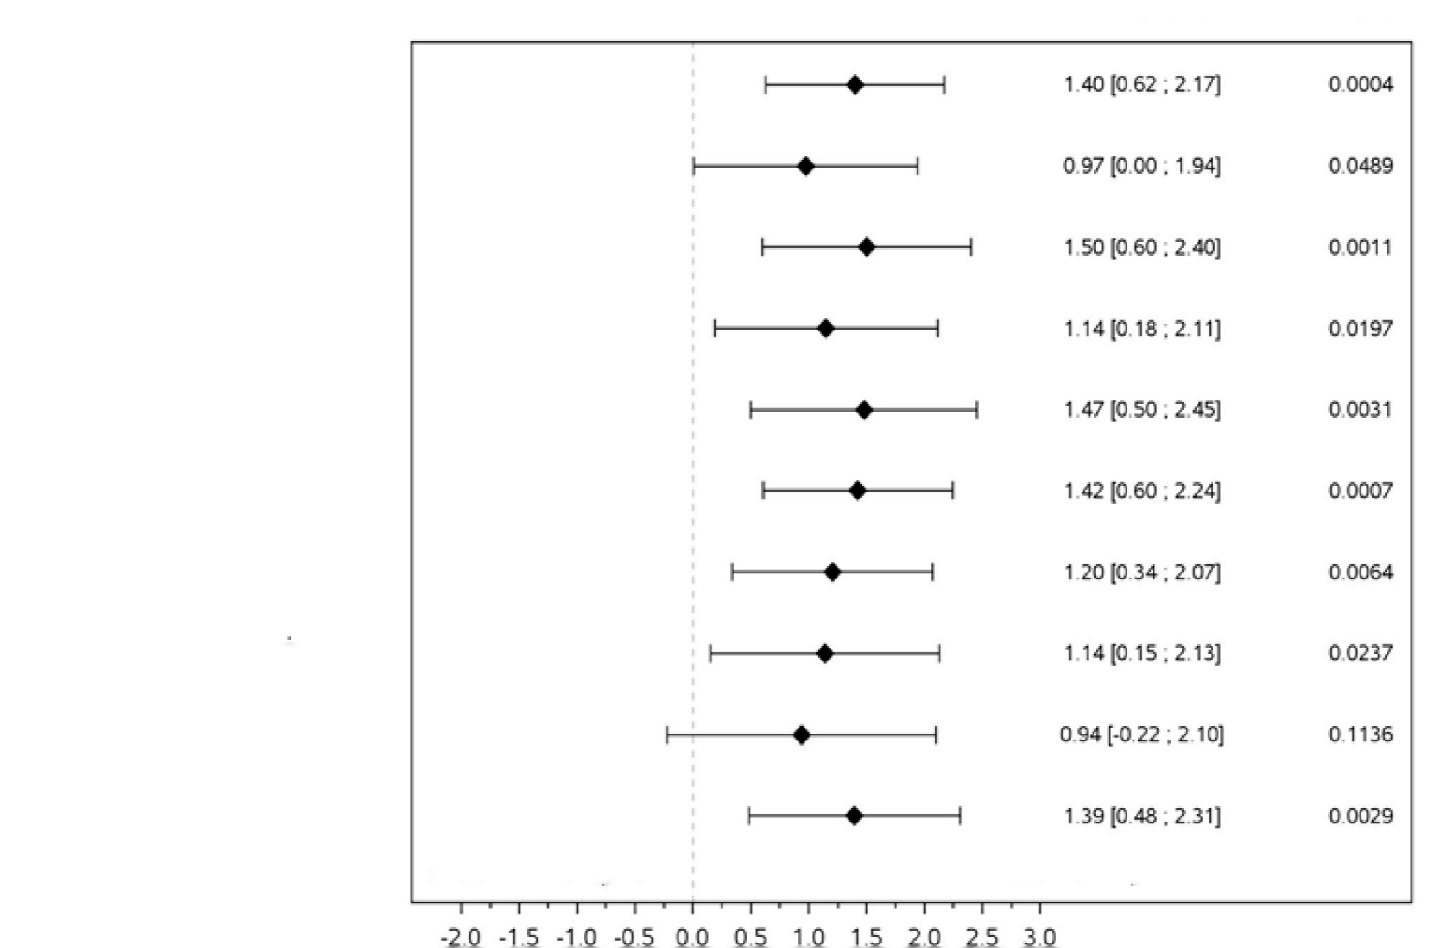 1.40 [0.62 ; 2.17] 0.0004
0.97 [0.00 ; 1.94] 0.0489
1.50 [0.60 ; 2.40] 0.0011
1.14 [0.18 ; 2.11] 0.0197
1.47 [0.50 ; 2.45] 0.0031
1.42 [0.60 ; 2.24] 0.0007
1.20 [0.34 ; 2.07] 0.0064
1.14 [0.15 ; 2.13] 0.0237
0.94 [-0.22 ; 2.10] 0.1136
1.39 [0.48 ; 2.31] 0.0029
-2.0 -1.5 -1.0 -0.5 0.0 0.5 1.0 1.5 2.0 2.5 3.0